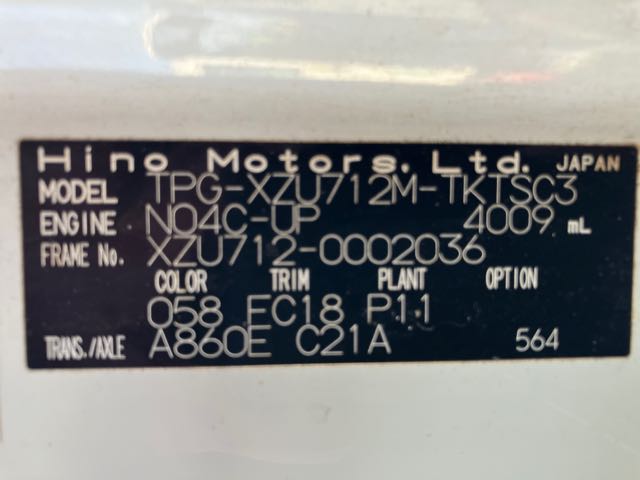 Hino Motors, Ltd. JAPAN
MODEL TPG-XZU712M-TKTSC3
ENGINE N04C-UP 4009 mL
FRAME No. XZU712-0002036
COLOR TRIM PLANT OPTION
058 FC18 P11
TRANS./AXLE A860E C21A 564